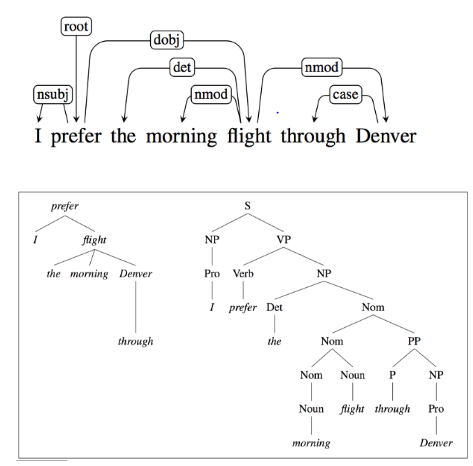 root
dobj
det nmod
nsubj nmod case
I prefer the morning flight through Denver
prefer S
I flight NP VP
the morning Denver Pro Verb NP
I prefer Det Nom
through the Nom PP
Nom Noun P NP
Noun flight through Pro
morning Denver